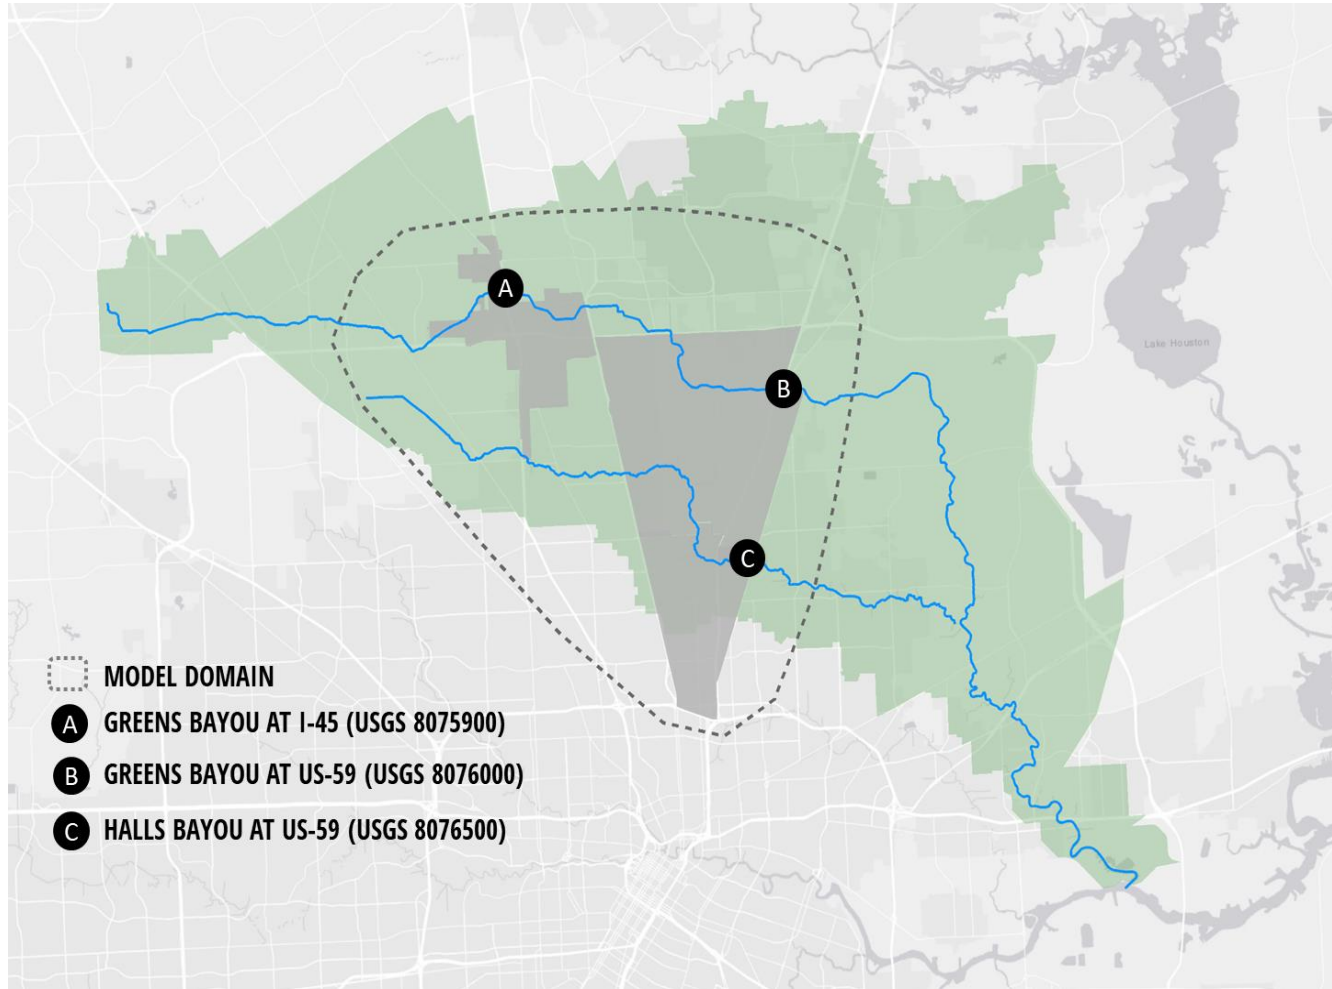 A
B
Lake Houston
C
MODEL DOMAIN
A GREENS BAYOU AT I-45 (USGS 8075900)
B GREENS BAYOU AT US-59 (USGS 8076000)
C HALLS BAYOU AT US-59 (USGS 8076500)